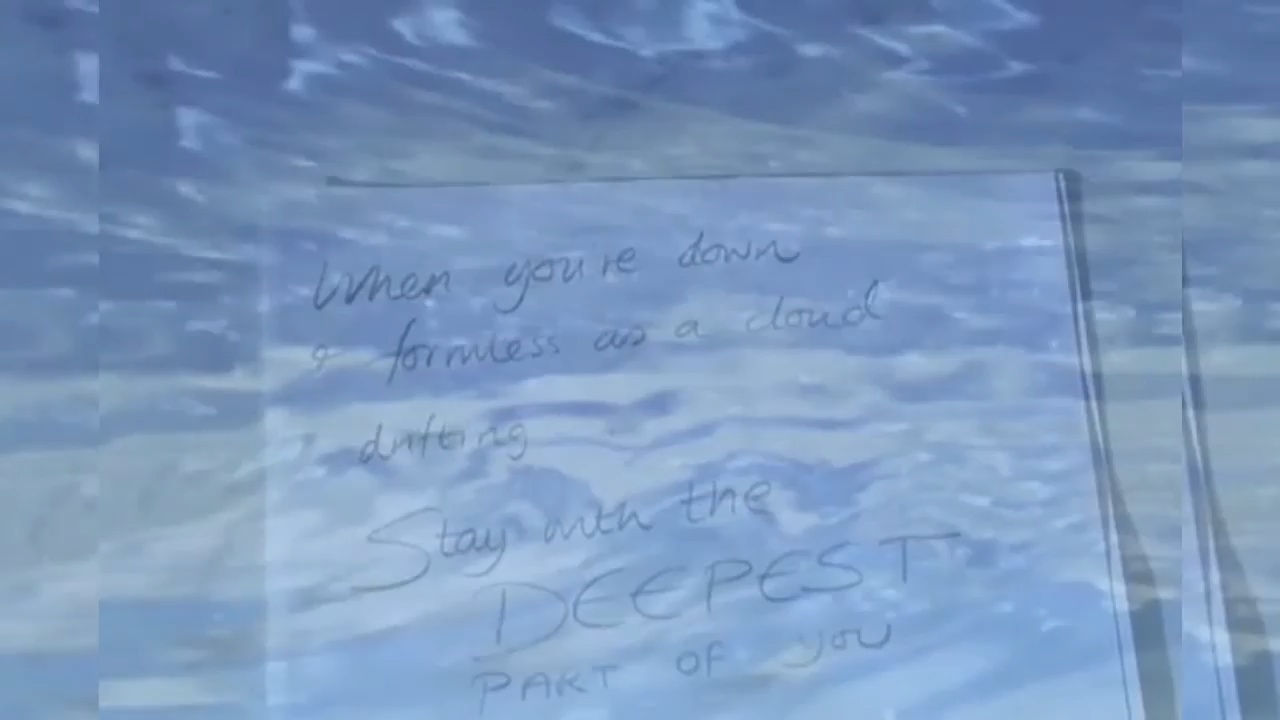 When you're down
& formless as a cloud
drifting
Stay with the
DEEPEST
PART OF you